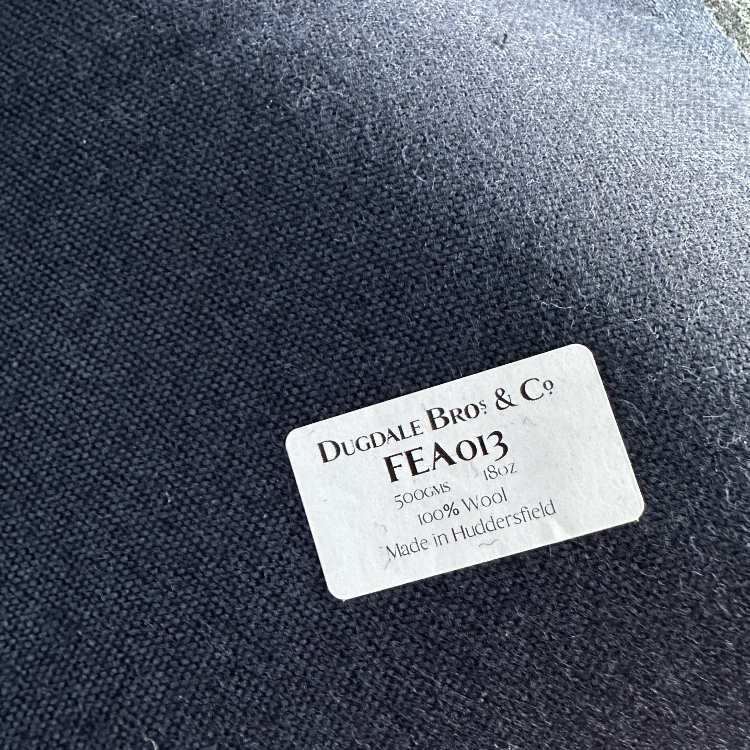 Dugdale Bros & Co
FEA013
500gms 18oz
100% Wool
Made in Huddersfield